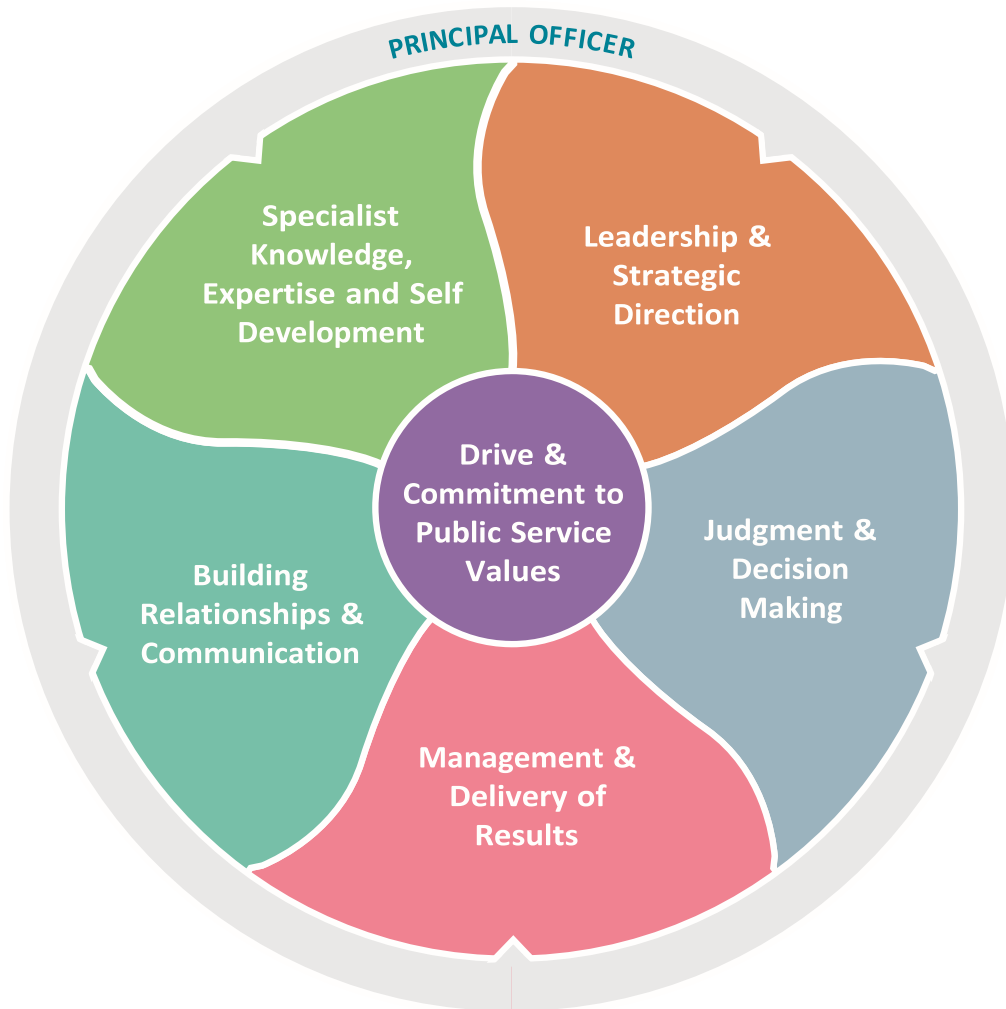 PRINCIPAL OFFICER
Specialist
Knowledge,
Expertise and Self
Development
Leadership &
Strategic
Direction
Drive &
Commitment to
Public Service
Values
Judgment &
Decision
Making
Building
Relationships &
Communication
Management &
Delivery of
Results